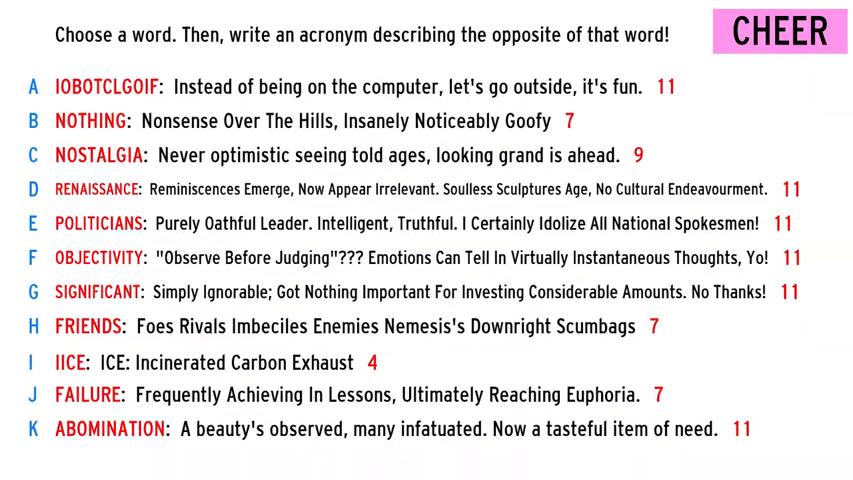 Choose a word. Then, write an acronym describing the opposite of that word!
CHEER
A IOBOTCLGOIF: Instead of being on the computer, let's go outside, it's fun. 11
B NOTHING: Nonsense Over The Hills, Insanely Noticeably Goofy 7
C NOSTALGIA: Never optimistic seeing told ages, looking grand is ahead. 9
D RENAISSANCE: Reminiscences Emerge, Now Appear Irrelevant. Soulless Sculptures Age, No Cultural Endeavourment. 11
E POLITICIANS: Purely Oathful Leader. Intelligent, Truthful. I Certainly Idolize All National Spokesmen! 11
F OBJECTIVITY: "Observe Before Judging"??? Emotions Can Tell In Virtually Instantaneous Thoughts, Yo! 11
G SIGNIFICANT: Simply Ignorable; Got Nothing Important For Investing Considerable Amounts. No Thanks! 11
H FRIENDS: Foes Rivals Imbeciles Enemies Nemesis's Downright Scumbags 7
I IICE: ICE: Incinerated Carbon Exhaust 4
J FAILURE: Frequently Achieving In Lessons, Ultimately Reaching Euphoria. 7
K ABOMINATION: A beauty's observed, many infatuated. Now a tasteful item of need. 11